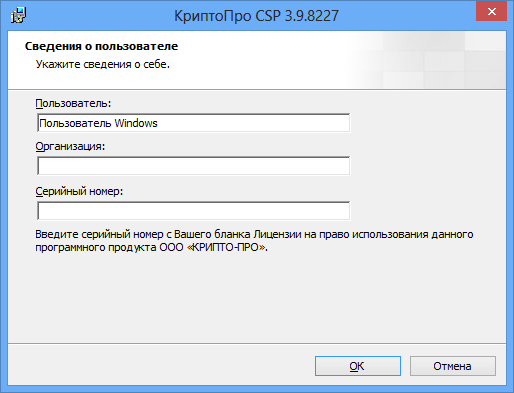 КриптоПро CSP 3.9.8227
Сведения о пользователе
Укажите сведения о себе.
Пользователь:
Пользователь Windows
Организация:
Серийный номер:
Введите серийный номер с Вашего бланка Лицензии на право использования данного
программного продукта ООО «КРИПТО-ПРО».
ОК
Отмена